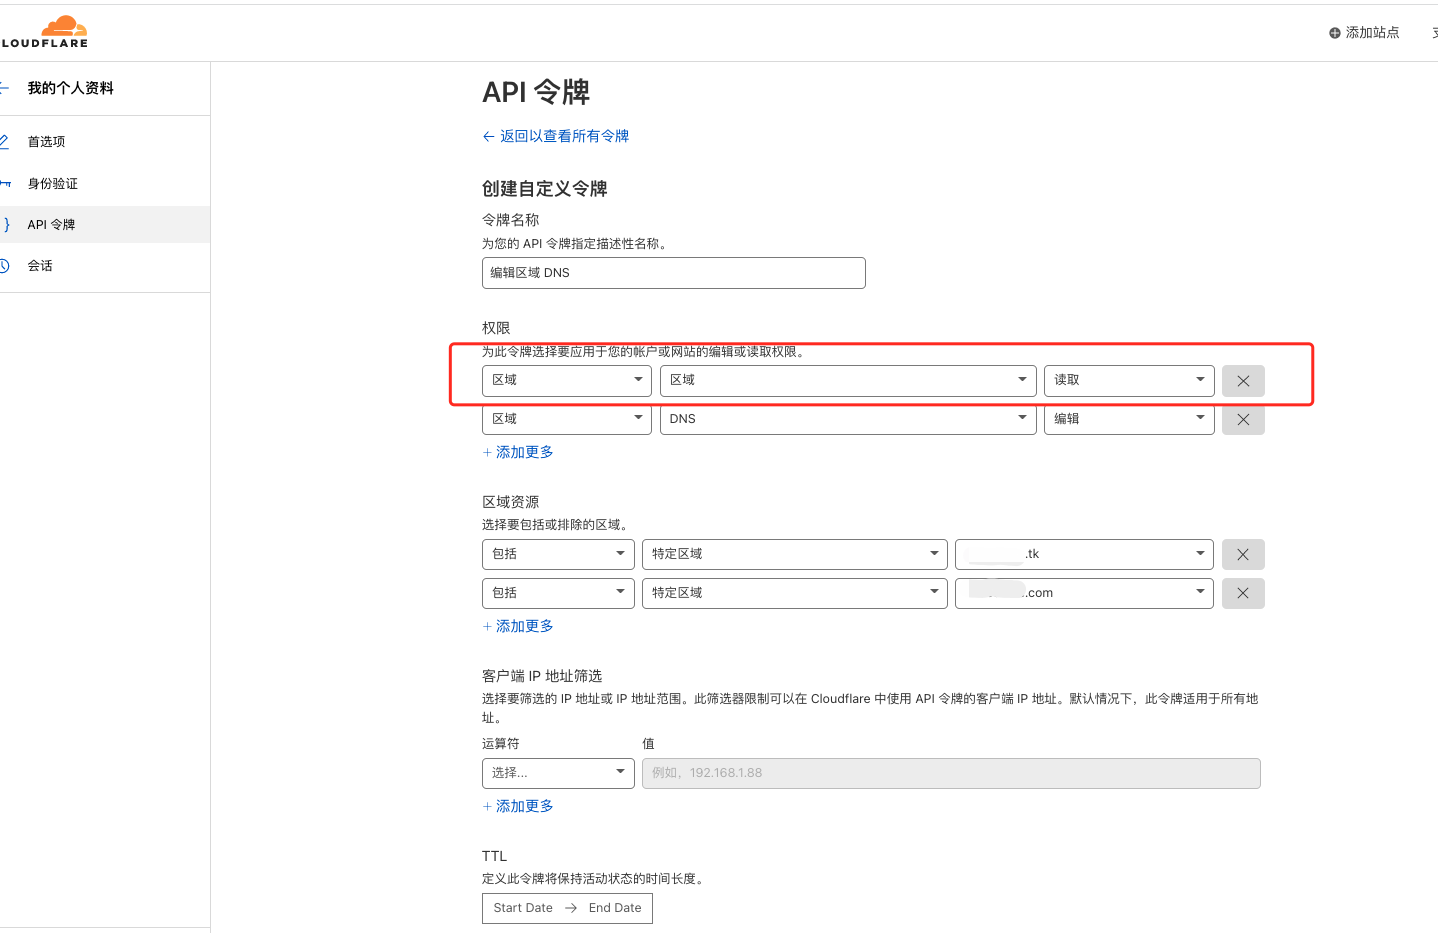 LOUDFLARE
添加站点
我的个人资料
首选项
身份验证
API 令牌
会话
API 令牌
← 返回以查看所有令牌
创建自定义令牌
令牌名称
为您的 API 令牌指定描述性名称。
编辑区域 DNS
权限
为此令牌选择要应用于您的帐户或网站的编辑或读取权限。
区域 区域 读取
区域 DNS 编辑
+ 添加更多
区域资源
选择要包括或排除的区域。
包括 特定区域 .tk
包括 特定区域 .com
+ 添加更多
客户端 IP 地址筛选
选择要筛选的 IP 地址或 IP 地址范围。此筛选器限制可以在 Cloudflare 中使用 API 令牌的客户端 IP 地址。默认情况下，此令牌适用于所有地
址。
运算符 值
选择... 例如，192.168.1.88
+ 添加更多
TTL
定义此令牌将保持活动状态的时间长度。
Start Date → End Date